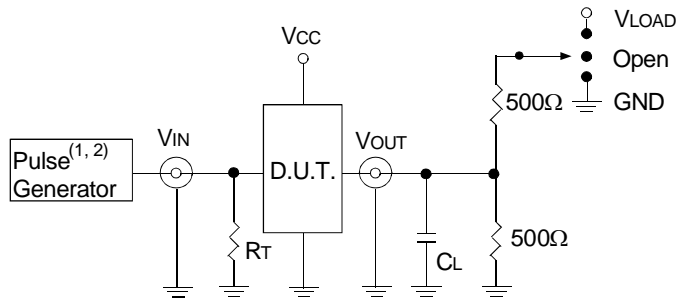 VLOAD
VCC
Open
500Ω
GND
VIN
VOUT
Pulse(1, 2)
Generator
D.U.T.
RT
CL
500Ω